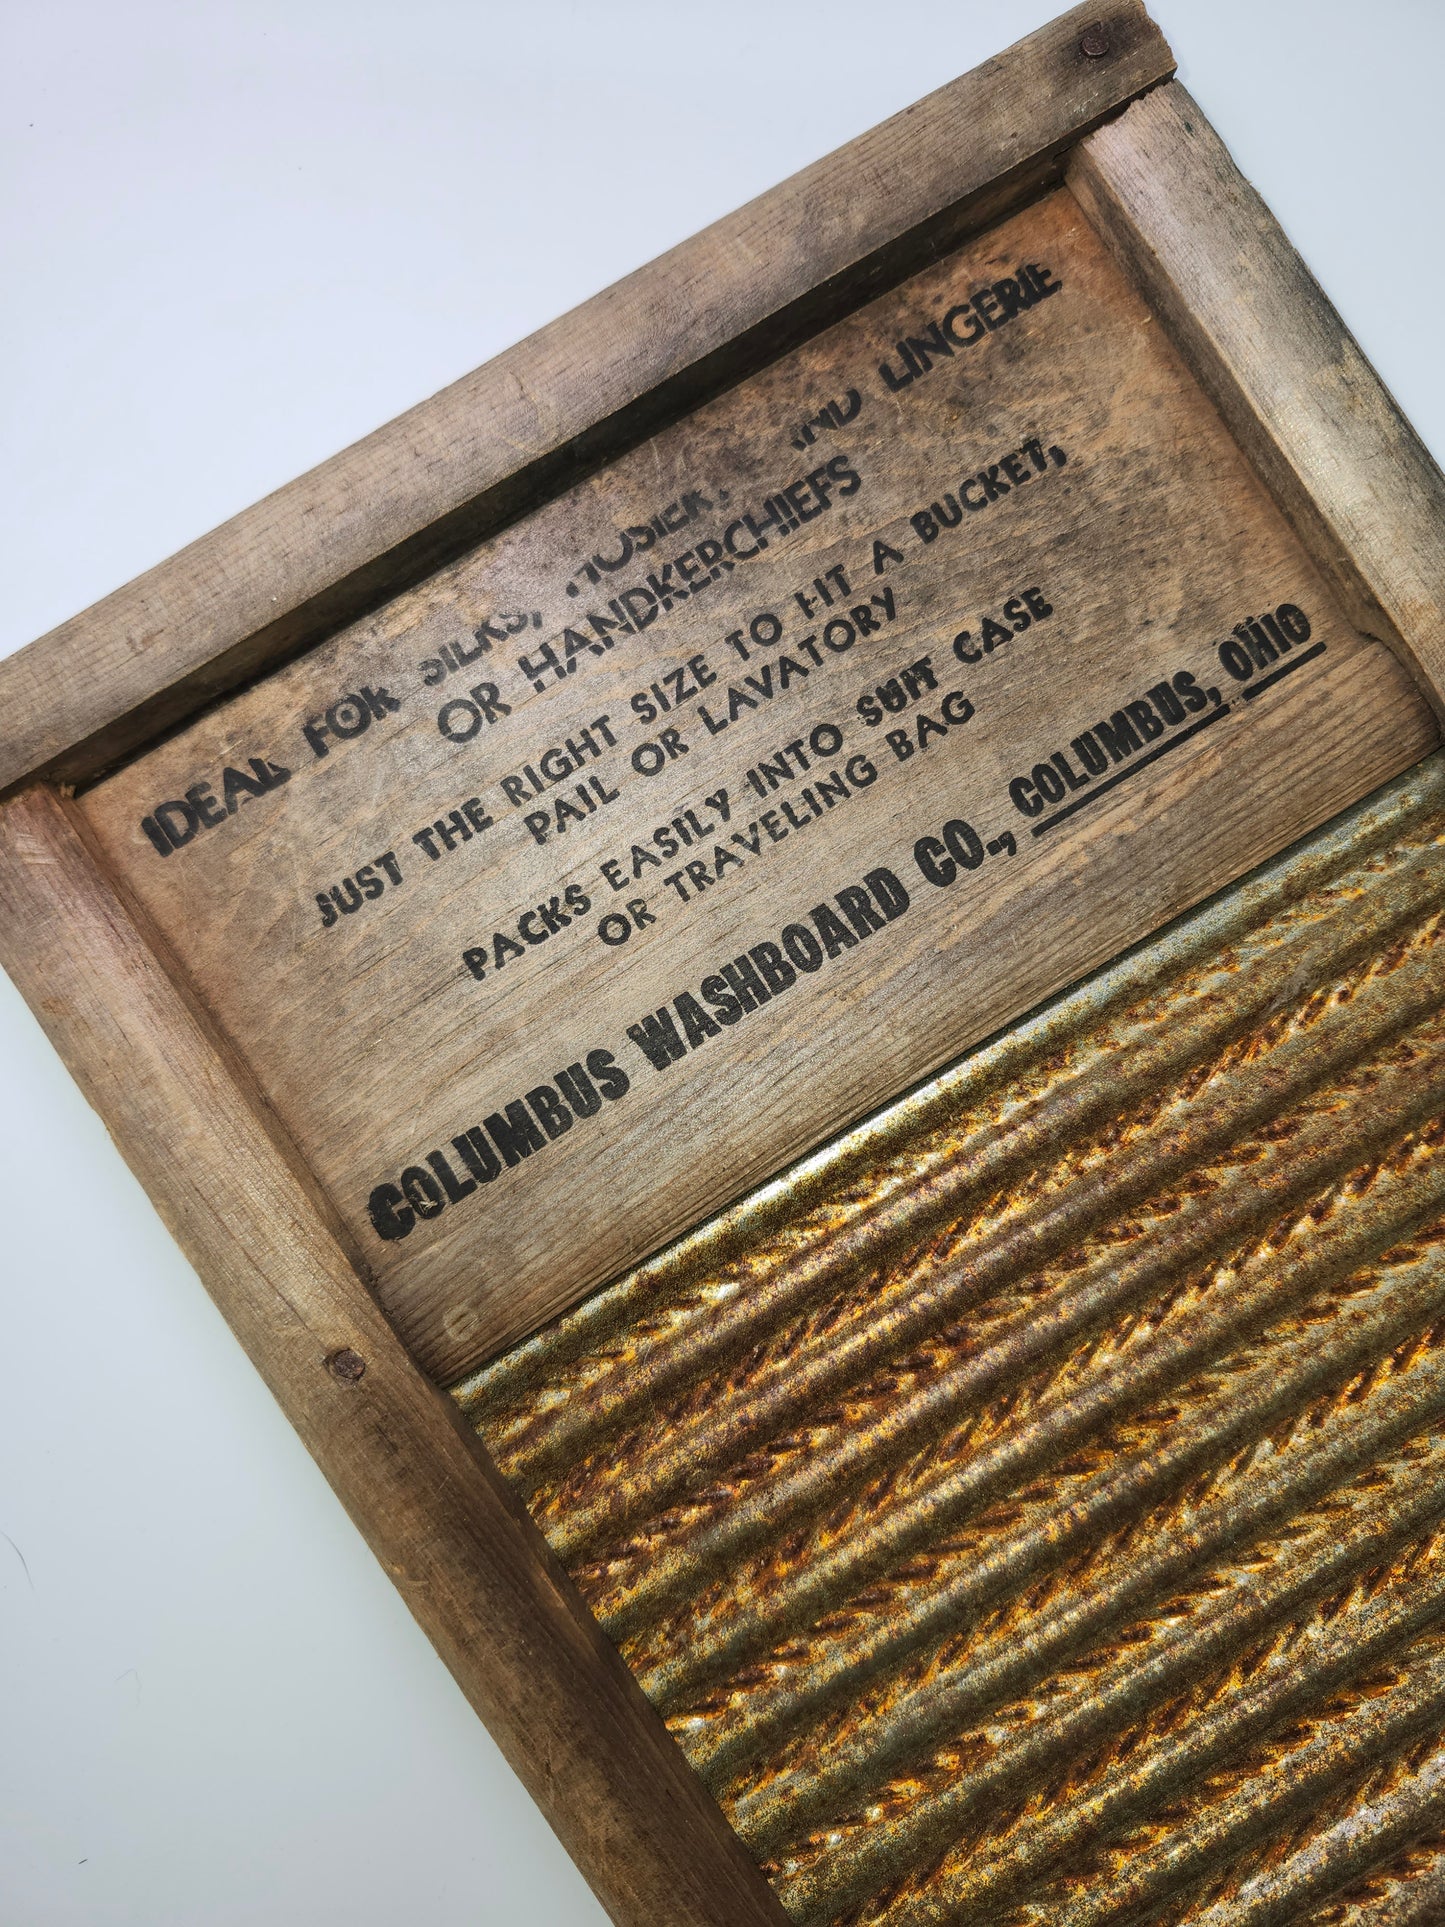 IDEAL FOR SILKS, HOSIERY AND LINGERIE
OR HANDKERCHIEFS
JUST THE RIGHT SIZE TO FIT A BUCKET,
PAIL OR LAVATORY
PACKS EASILY INTO SUIT CASE
OR TRAVELING BAG
COLUMBUS WASHBOARD CO., COLUMBUS, OHIO